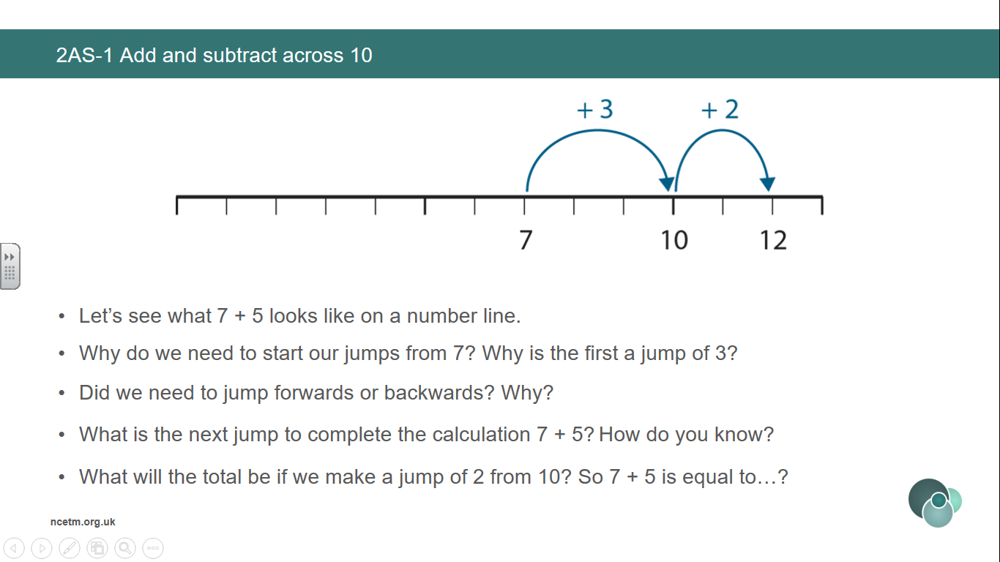 2AS-1 Add and subtract across 10
+ 3 + 2
7 10 12
• Let’s see what 7 + 5 looks like on a number line.
• Why do we need to start our jumps from 7? Why is the first a jump of 3?
• Did we need to jump forwards or backwards? Why?
• What is the next jump to complete the calculation 7 + 5? How do you know?
• What will the total be if we make a jump of 2 from 10? So 7 + 5 is equal to…?
ncetm.org.uk